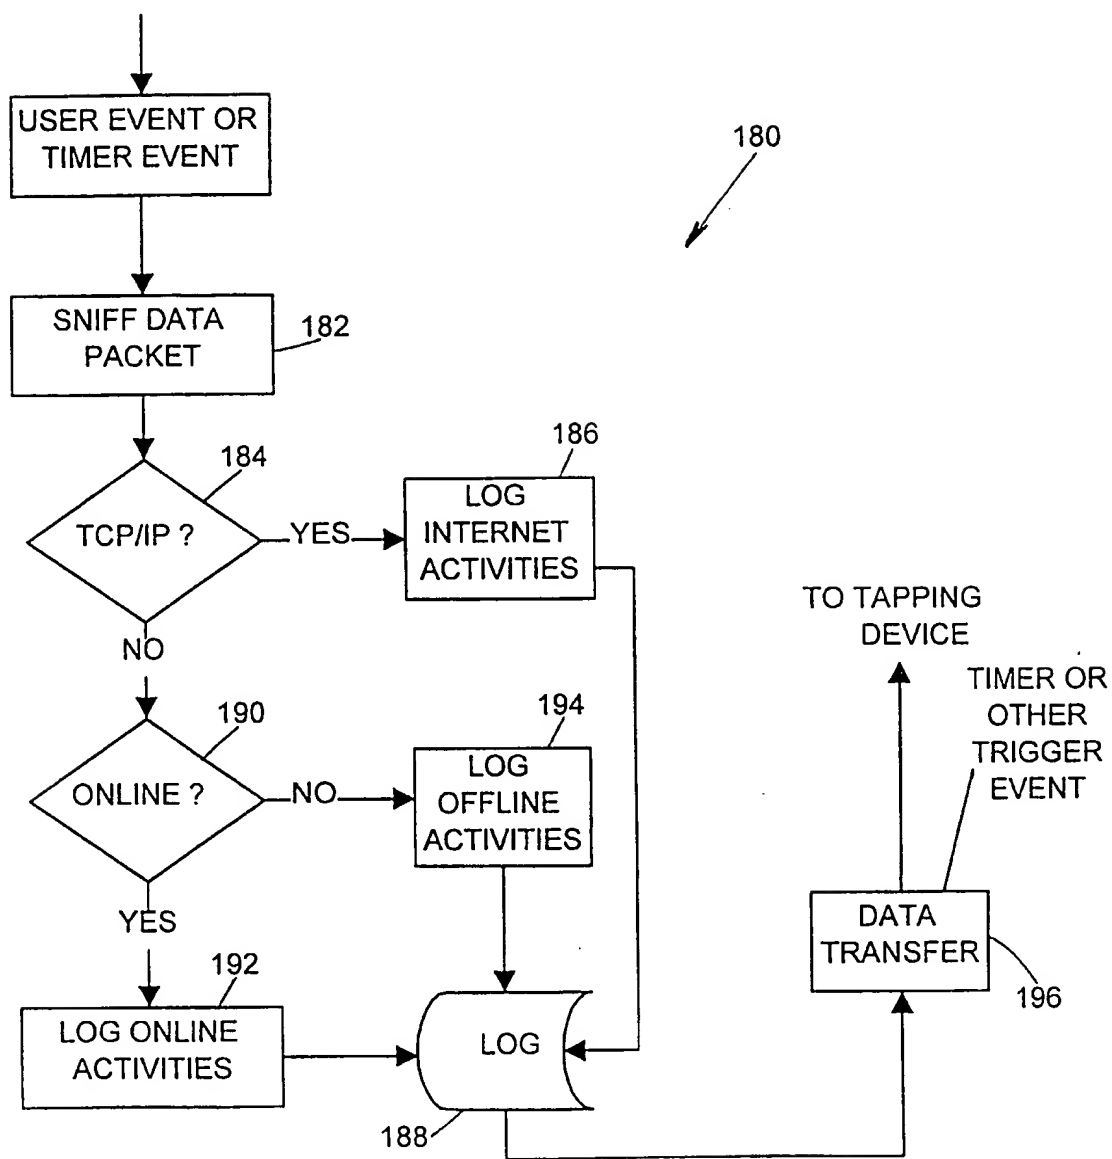 USER EVENT OR
TIMER EVENT
180
SNIFF DATA
PACKET
182
184
TCP/IP ?
YES
186
LOG
INTERNET
ACTIVITIES
NO
TO TAPPING
DEVICE
TIMER OR
OTHER
TRIGGER
EVENT
190
ONLINE ?
NO
194
LOG
OFFLINE
ACTIVITIES
YES
DATA
TRANSFER
196
192
LOG ONLINE
ACTIVITIES
LOG
188